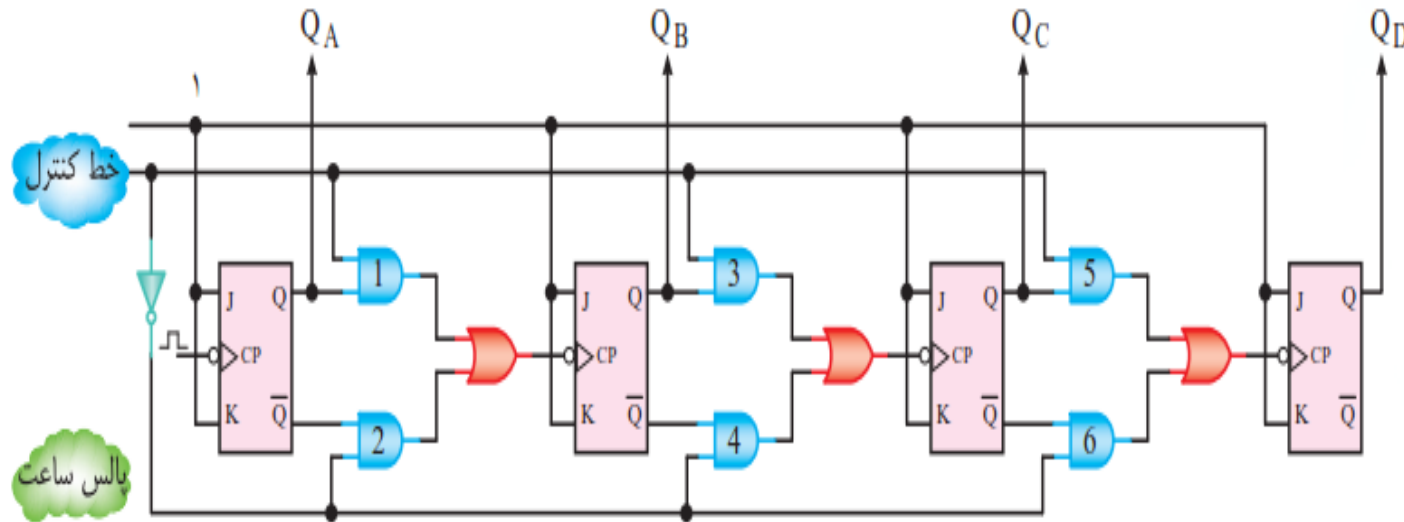 Q_A Q_B Q_C Q_D
۱
خط کنترل
1 3 5
J Q J Q J Q J Q
CP CP CP CP
K Q̅ K Q̅ K Q̅ K Q̅
2 4 6
پالس ساعت